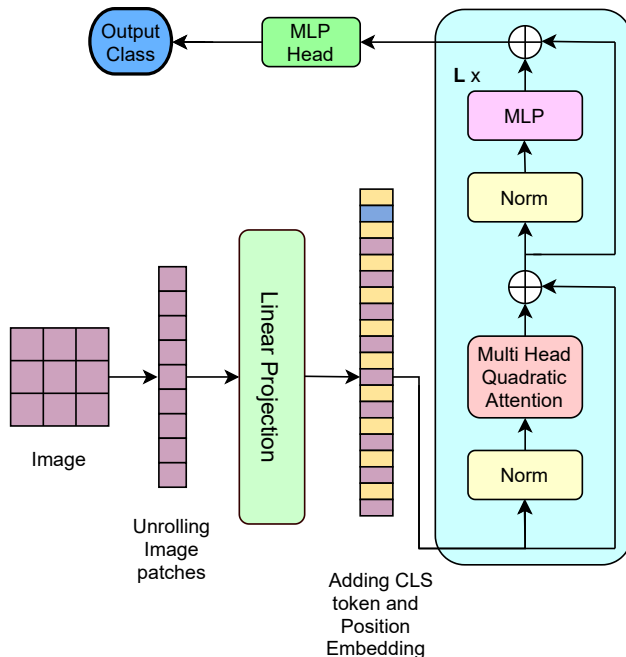 Output
Class
MLP
Head
L x
MLP
Norm
Multi Head
Quadratic
Attention
Norm
Linear Projection
Image
Unrolling
Image
patches
Adding CLS
token and
Position
Embedding